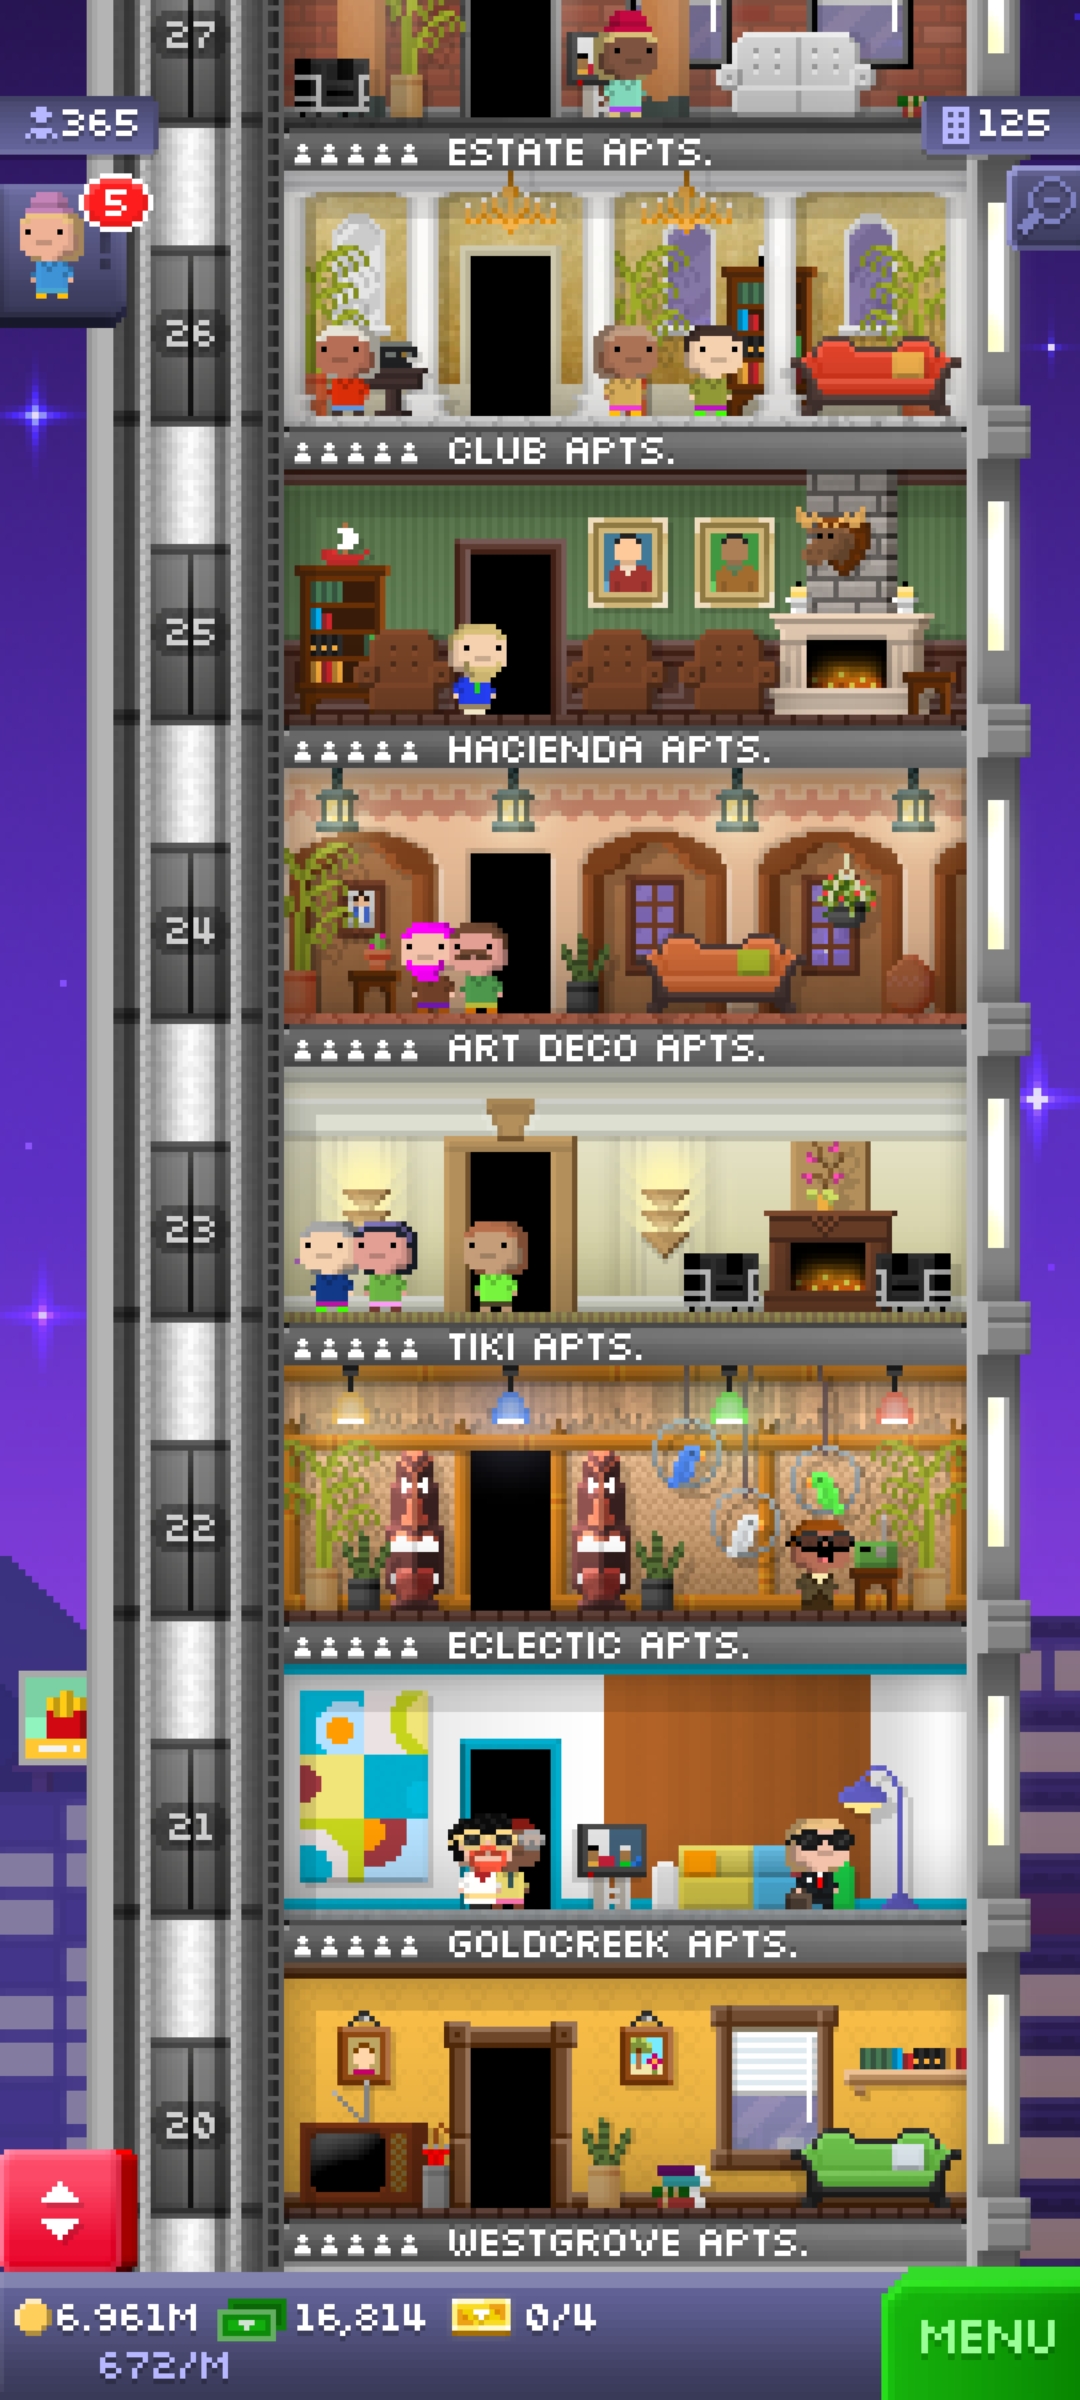 27
365
125
ESTATE APTS.
5
26
CLUB APTS.
25
HACIENDA APTS.
24
ART DECO APTS.
23
TIKI APTS.
22
ECLECTIC APTS.
21
GOLDCREEK APTS.
20
WESTGROVE APTS.
6.961M 16,814 0/4
672/M
MENU